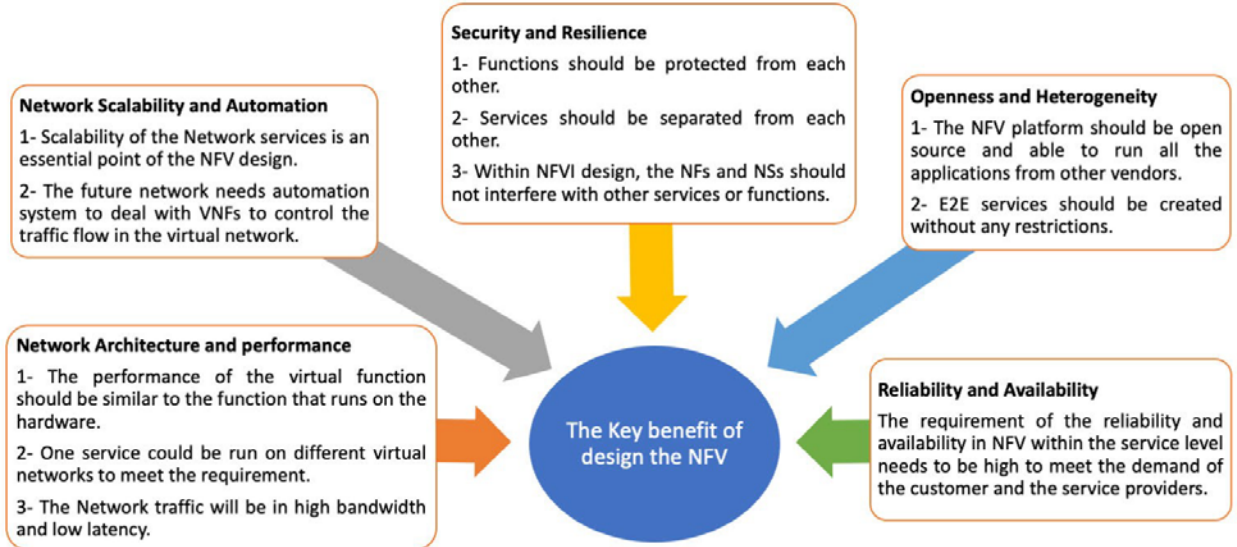 Security and Resilience
1- Functions should be protected from each
other.
2- Services should be separated from each
other.
3- Within NFVI design, the NFs and NSs should
not interfere with other services or functions.
Network Scalability and Automation
1- Scalability of the Network services is an
essential point of the NFV design.
2- The future network needs automation
system to deal with VNFs to control the
traffic flow in the virtual network.
Openness and Heterogeneity
1- The NFV platform should be open
source and able to run all the
applications from other vendors.
2- E2E services should be created
without any restrictions.
Network Architecture and performance
1- The performance of the virtual function
should be similar to the function that runs on the
hardware.
2- One service could be run on different virtual
networks to meet the requirement.
3- The Network traffic will be in high bandwidth
and low latency.
The Key benefit of
design the NFV
Reliability and Availability
The requirement of the reliability and
availability in NFV within the service level
needs to be high to meet the demand of
the customer and the service providers.